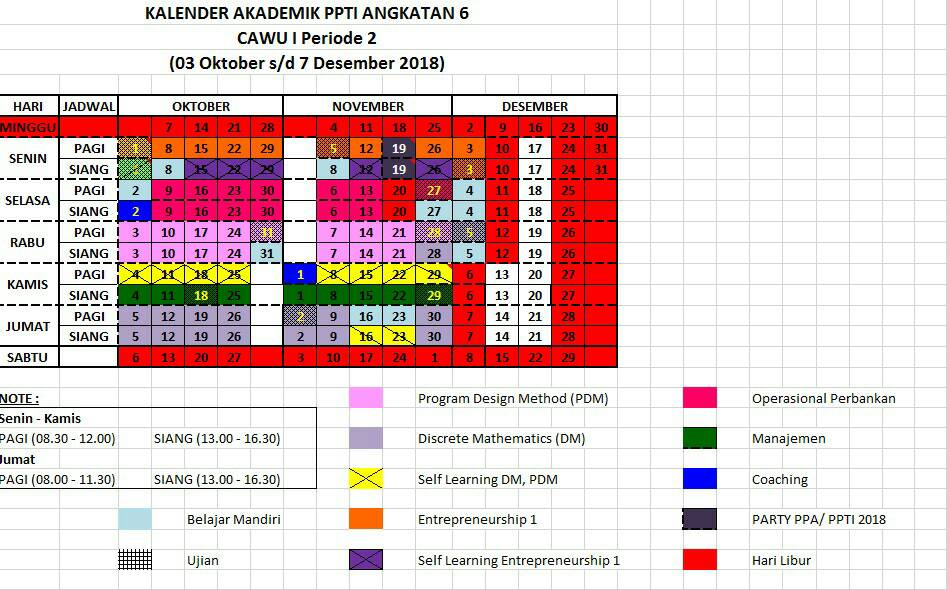 KALENDER AKADEMIK PPTI ANGKATAN 6
CAWU I Periode 2
(03 Oktober s/d 7 Desember 2018)
HARI JADWAL OKTOBER NOVEMBER DESEMBER
MINGGU 7 14 21 28 4 11 18 25 2 9 16 23 30
SENIN PAGI 1 8 15 22 29 5 12 19 26 3 10 17 24 31
SIANG 8 15 22 29 8 12 19 26 3 10 17 24 31
SELASA PAGI 2 9 16 23 30 6 13 20 27 4 11 18 25
SIANG 2 9 16 23 30 6 13 20 27 4 11 18 25
RABU PAGI 3 10 17 24 31 7 14 21 28 5 12 19 26
SIANG 3 10 17 24 31 7 14 21 28 5 12 19 26
KAMIS PAGI 4 11 18 25 1 8 15 22 29 6 13 20 27
SIANG 4 11 18 25 1 8 15 22 29 6 13 20 27
JUMAT PAGI 5 12 19 26 2 9 16 23 30 7 14 21 28
SIANG 5 12 19 26 2 9 16 23 30 7 14 21 28
SABTU 6 13 20 27 3 10 17 24 1 8 15 22 29
NOTE :
Senin - Kamis
PAGI (08.30 - 12.00) SIANG (13.00 - 16.30)
Jumat
PAGI (08.00 - 11.30) SIANG (13.00 - 16.30)
Program Design Method (PDM) Operasional Perbankan
Discrete Mathematics (DM) Manajemen
Self Learning DM, PDM Coaching
Belajar Mandiri Entrepreneurship 1 PARTY PPA/ PPTI 2018
Ujian Self Learning Entrepreneurship 1 Hari Libur